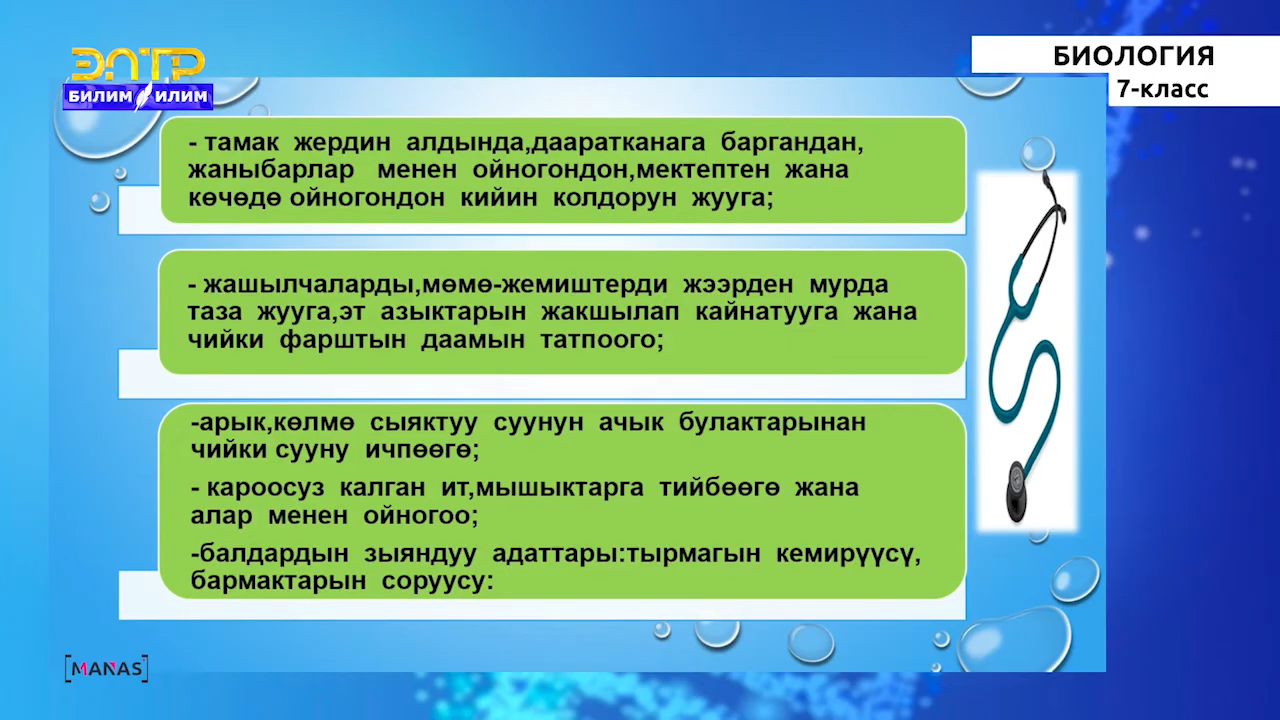 ЭЛТР
БИЛИМ ИЛИМ
БИОЛОГИЯ
7-класс
- тамак жердин алдында,дааратканага баргандан,
жаныбарлар менен ойногондон,мектептен жана
көчөдө ойногондон кийин колдорун жууга;
- жашылчаларды,мөмө-жемиштерди жээрден мурда
таза жууга,эт азыктарын жакшылап кайнатууга жана
чийки фарштын даамын татпоого;
-арык,көлмө сыяктуу суунун ачык булактарынан
чийки сууну ичпөөгө;
- кароосуз калган ит,мышыктарга тийбөөгө жана
алар менен ойногоо;
-балдардын зыяндуу адаттары:тырмагын кемирүүсү,
бармактарын соруусу:
[MANAS]